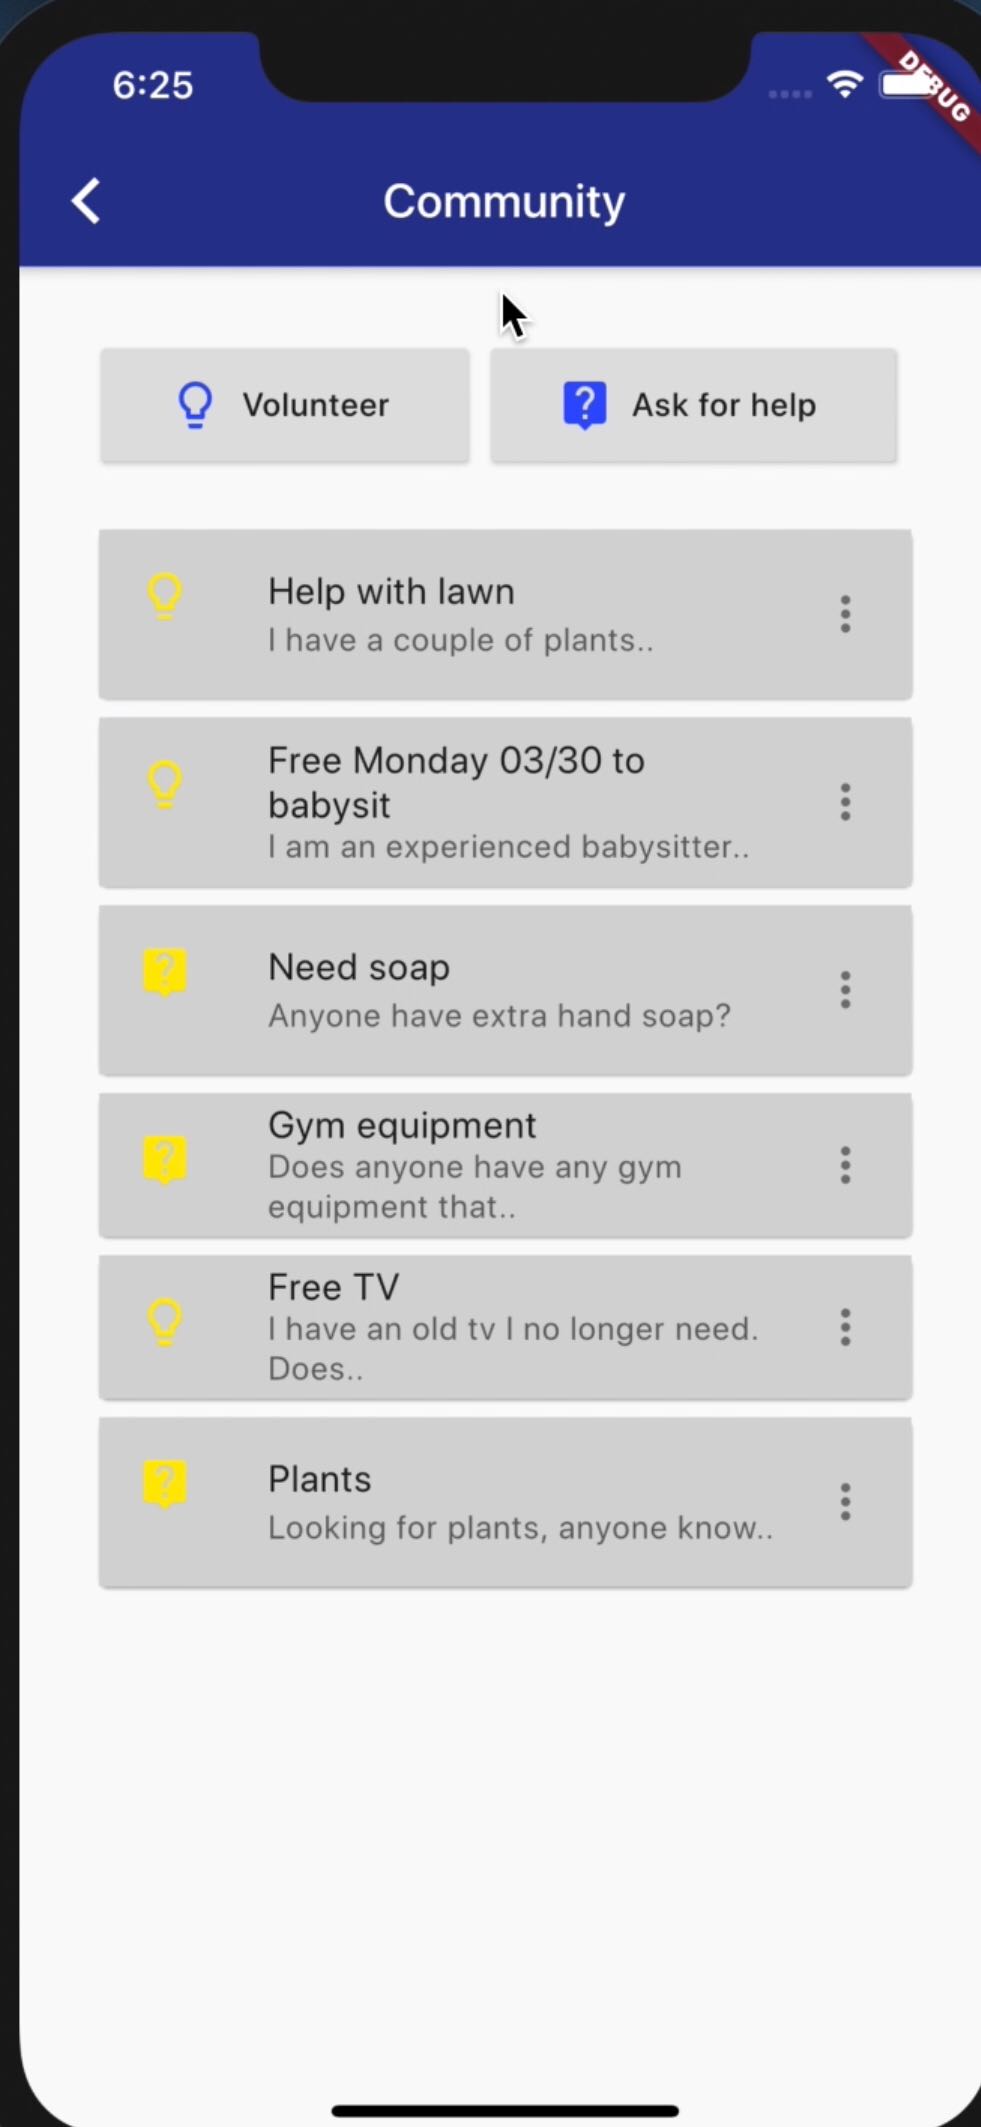 6:25
DEBUG
Community
Volunteer
Ask for help
Help with lawn
I have a couple of plants..
Free Monday 03/30 to
babysit
I am an experienced babysitter..
Need soap
Anyone have extra hand soap?
Gym equipment
Does anyone have any gym
equipment that..
Free TV
I have an old tv I no longer need.
Does..
Plants
Looking for plants, anyone know..